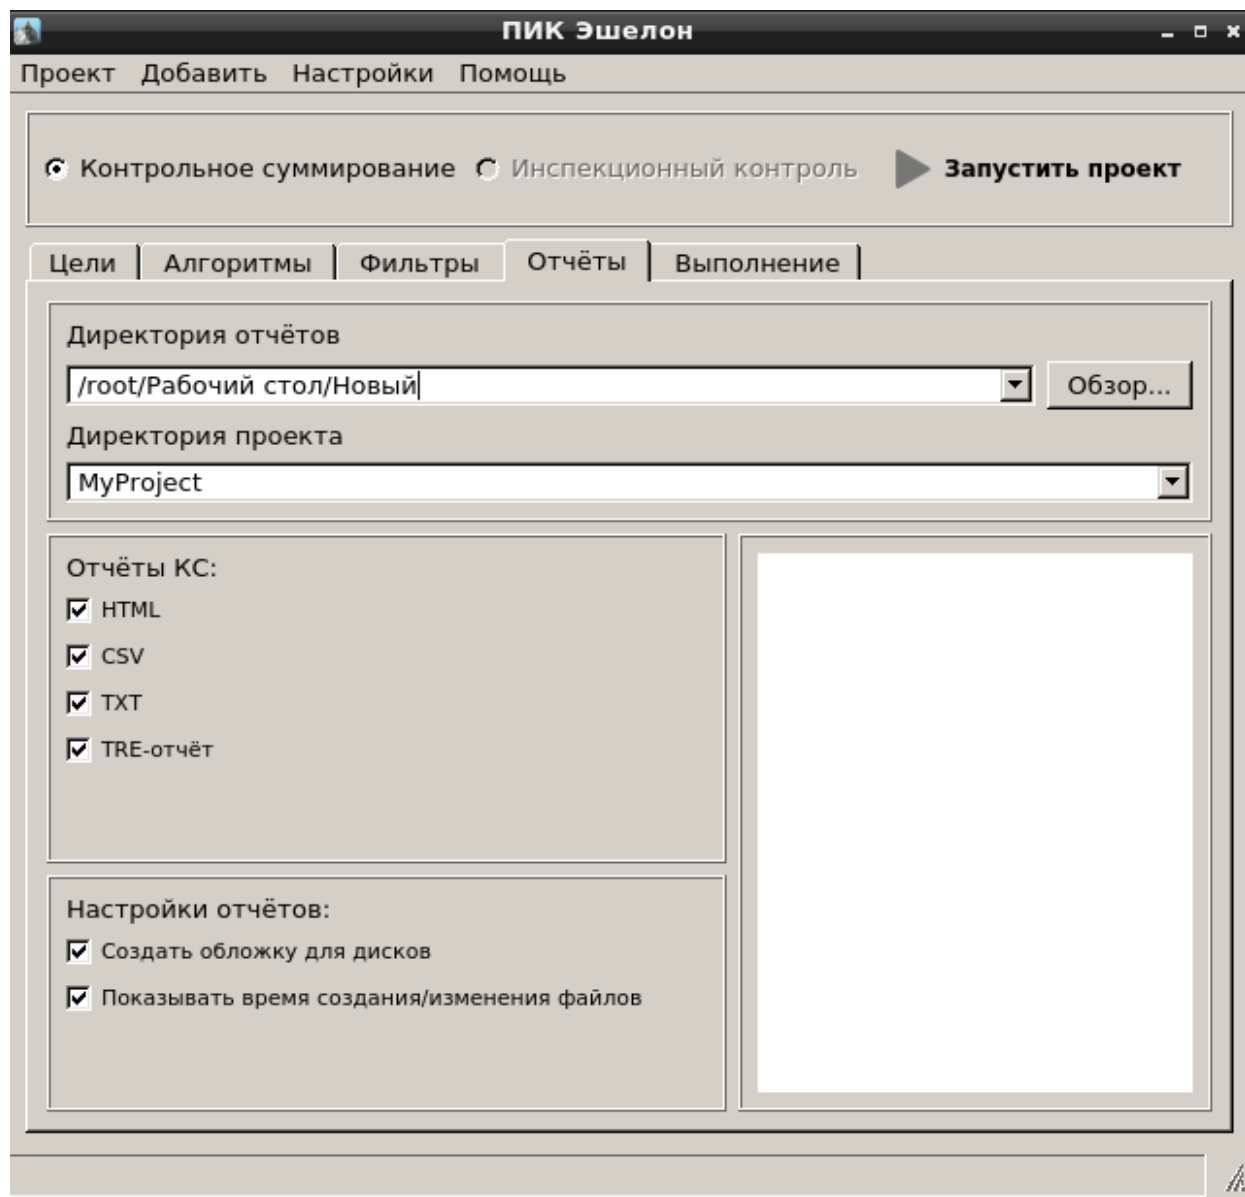 ПИК Эшелон
Проект Добавить Настройки Помощь
Контрольное суммирование Инспекционный контроль Запустить проект
Цели Алгоритмы Фильтры Отчёты Выполнение
Директория отчётов
/root/Рабочий стол/Новый Обзор...
Директория проекта
MyProject
Отчёты КС:
HTML
CSV
TXT
TRE-отчёт
Настройки отчётов:
Создать обложку для дисков
Показывать время создания/изменения файлов